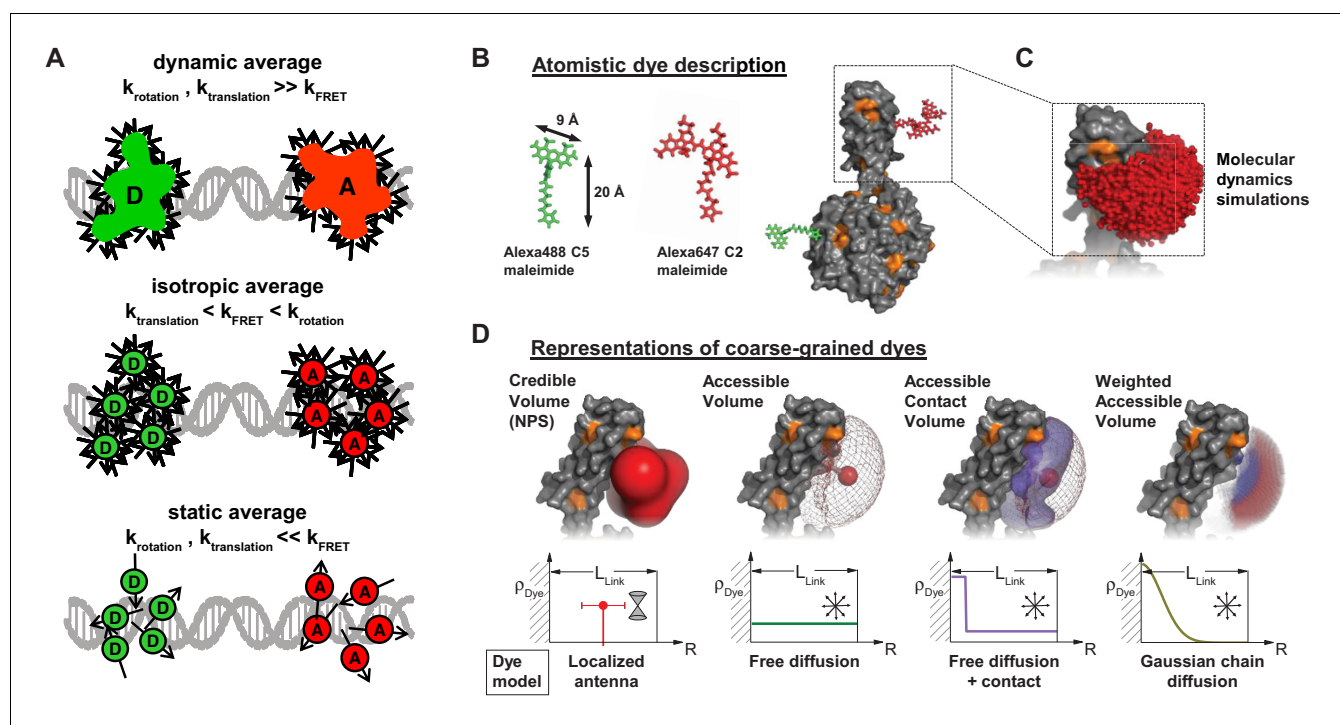 A
dynamic average
k_rotation , k_translation >> k_FRET
D
A
isotropic average
k_translation < k_FRET < k_rotation
D
D
D
D
D
A
A
A
A
A
static average
k_rotation , k_translation << k_FRET
D
D
D
D
D
A
A
A
A
A
B
Atomistic dye description
9 Å
20 Å
Alexa488 C5
maleimide
Alexa647 C2
maleimide
C
Molecular
dynamics
simulations
D
Representations of coarse-grained dyes
Credible
Volume
(NPS)
Accessible
Volume
Accessible
Contact
Volume
Weighted
Accessible
Volume
ρ_Dye
L_Link
R
ρ_Dye
L_Link
R
ρ_Dye
L_Link
R
ρ_Dye
L_Link
R
Dye
model
Localized
antenna
Free diffusion
Free diffusion
+ contact
Gaussian chain
diffusion